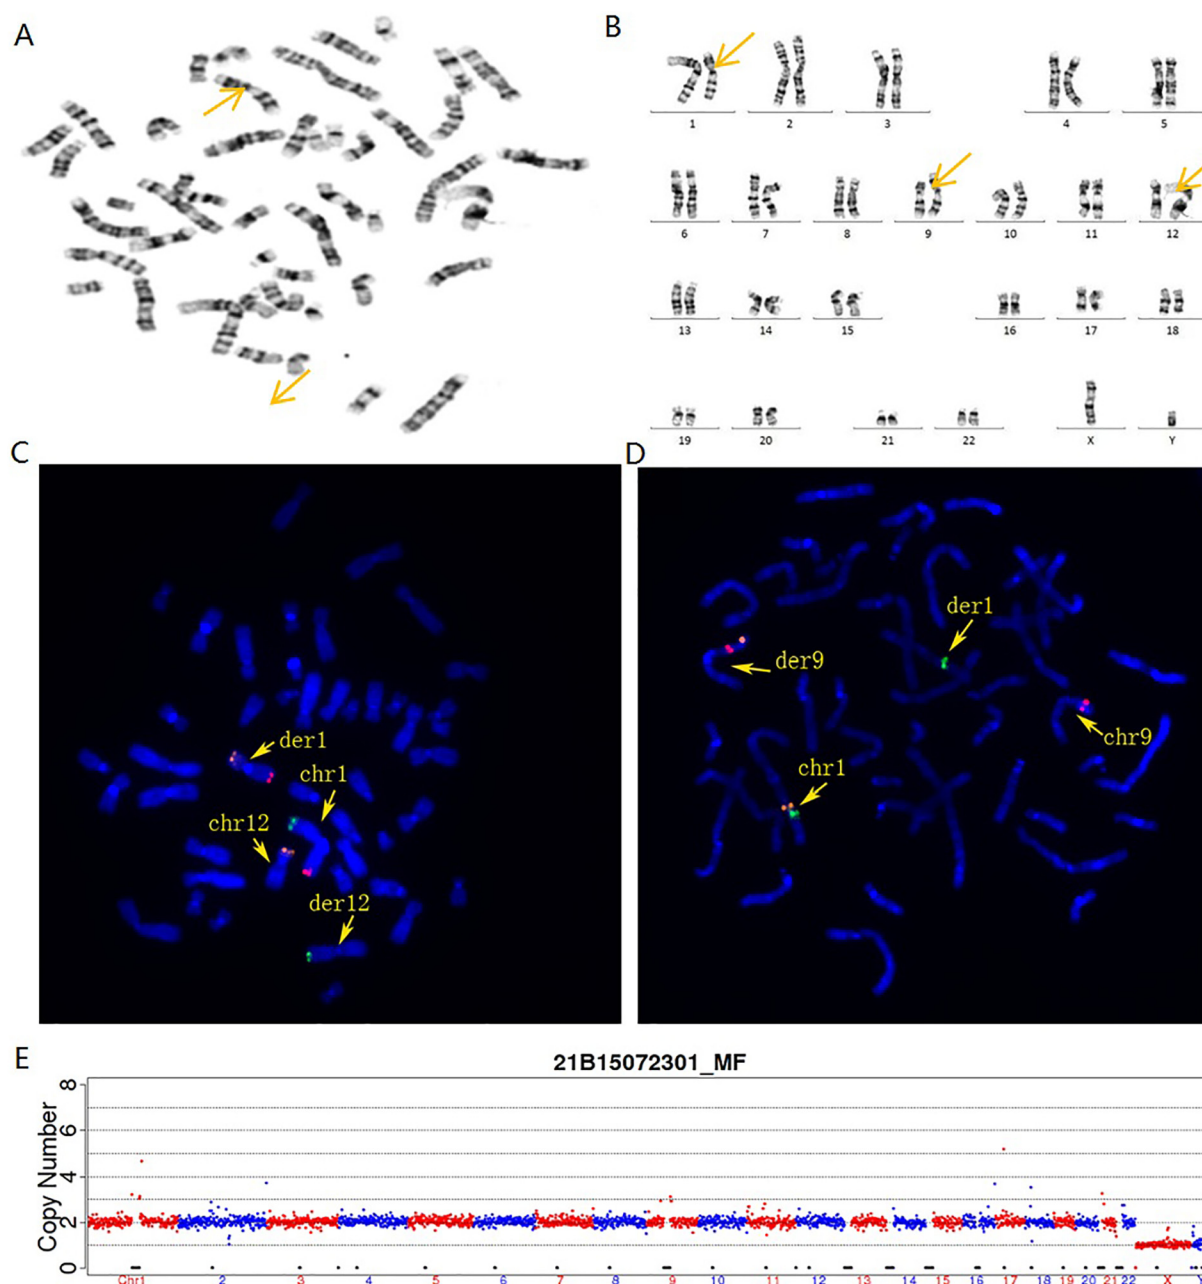 A
B
1 2 3 4 5
6 7 8 9 10 11 12
13 14 15 16 17 18
19 20 21 22 X Y
C
D
der1
chr1
chr12
der12
der1
der9
chr9
chr1
E
21B15072301_MF
Copy Number
8
6
4
2
0
Chr1 2 3 4 5 6 7 8 9 10 11 12 13 14 15 16 17 18 19 20 21 22 X